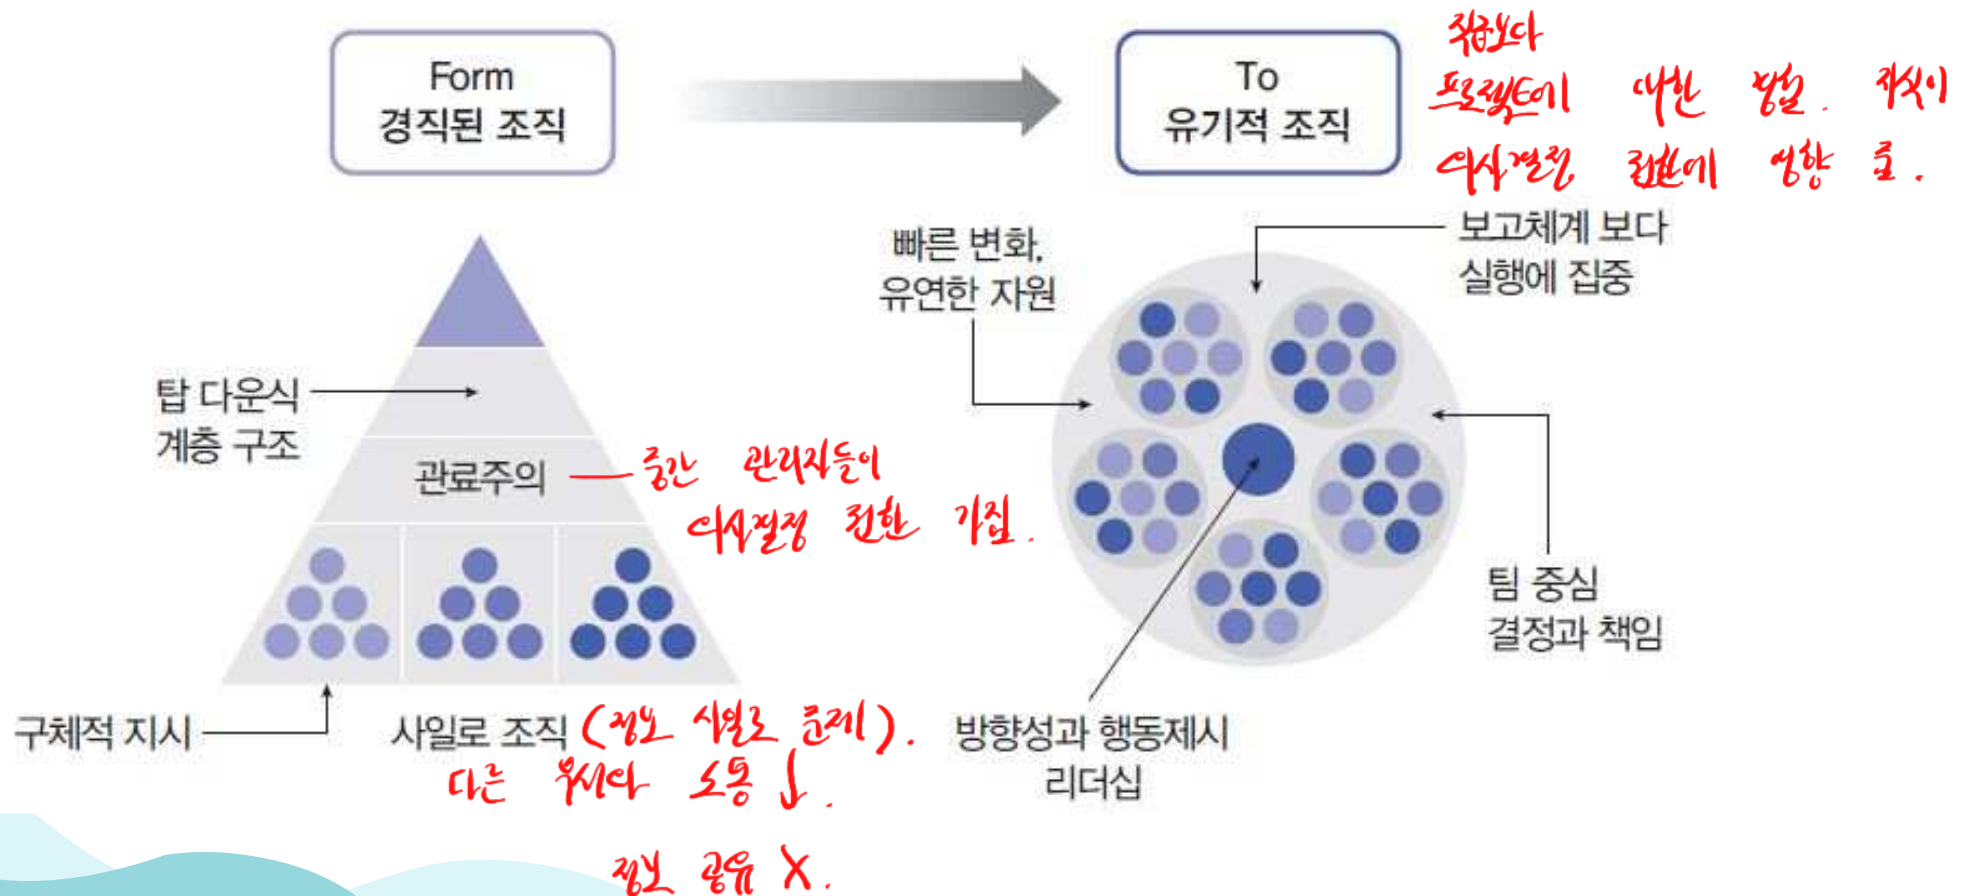 Form
경직된 조직
To
유기적 조직
직급보다
프로젝트에 대한 지식이
의사결정 권한에 영향 줌.
탑 다운식
계층 구조
관료주의
중간 관리자들이
의사결정 권한 가짐.
구체적 지시
사일로 조직 (정보 사일로 문제).
다른 부서와 소통 ↓.
정보 공유 X.
빠른 변화,
유연한 자원
보고체계 보다
실행에 집중
팀 중심
결정과 책임
방향성과 행동제시
리더십